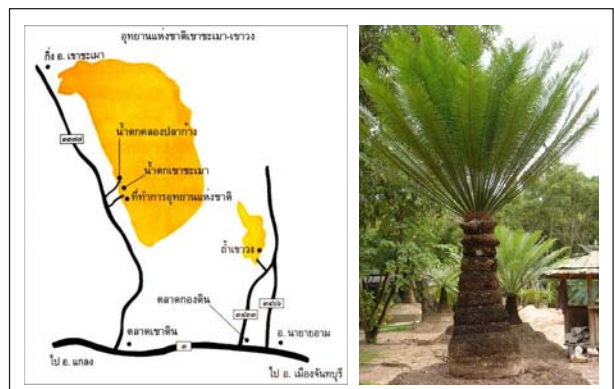 อุทยานแห่งชาติเขาชะเมา-เขาวง
กิ่ง อ. เขาชะเมา
๓๓๗๗
น้ำตกคลองปลาก้าง
น้ำตกเขาชะเมา
ที่ทำการอุทยานแห่งชาติ
ถ้ำเขาวง
ตลาดกองดิน
ตลาดเขาดิน
อ. นายายอาม
๓
ไป อ. แกลง
ไป อ. เมืองจันทบุรี